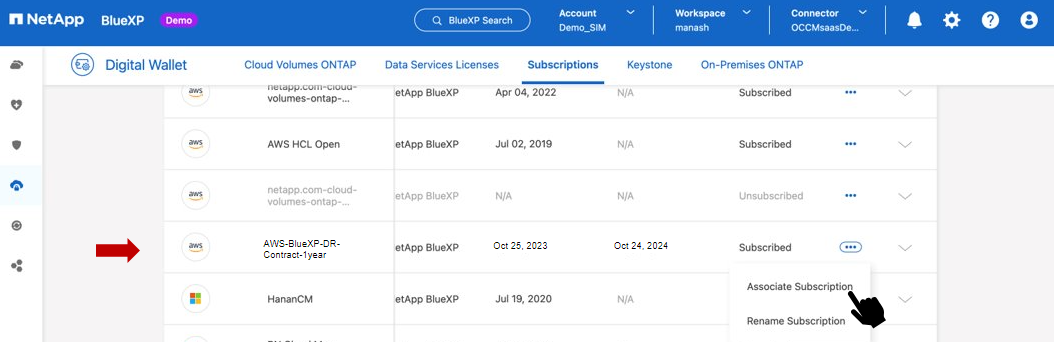 NetApp BlueXP Demo BlueXP Search Account Demo_SIM Workspace manash Connector OCCMsaasDe...
Digital Wallet Cloud Volumes ONTAP Data Services Licenses Subscriptions Keystone On-Premises ONTAP
aws netapp.com-cloud-volumes-ontap-... etApp BlueXP Apr 04, 2022 N/A Subscribed
aws AWS HCL Open etApp BlueXP Jul 02, 2019 N/A Subscribed
aws netapp.com-cloud-volumes-ontap-... etApp BlueXP N/A N/A Unsubscribed
aws AWS-BlueXP-DR-Contract-1year etApp BlueXP Oct 25, 2023 Oct 24, 2024 Subscribed
Associate Subscription
HananCM etApp BlueXP Jul 19, 2020 N/A
Rename Subscription